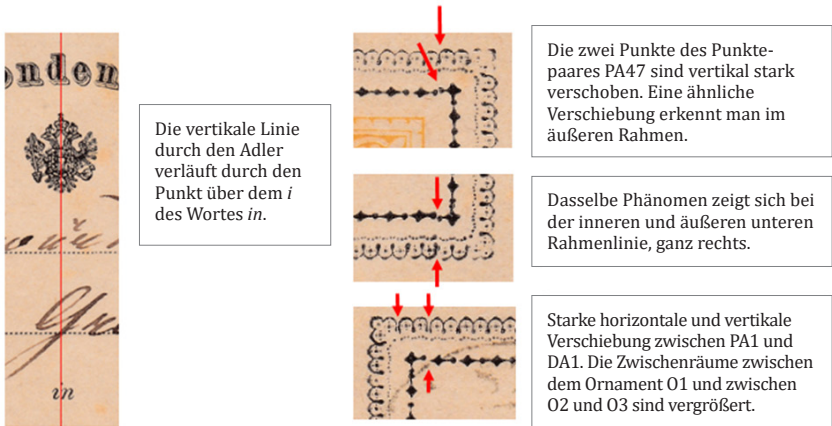 onden
Die vertikale Linie
durch den Adler
verläuft durch den
Punkt über dem i
des Wortes in.
in
Die zwei Punkte des Punkte-
paares PA47 sind vertikal stark
verschoben. Eine ähnliche
Verschiebung erkennt man im
äußeren Rahmen.
Dasselbe Phänomen zeigt sich bei
der inneren und äußeren unteren
Rahmenlinie, ganz rechts.
Starke horizontale und vertikale
Verschiebung zwischen PA1 und
DA1. Die Zwischenräume zwischen
dem Ornament O1 und zwischen
O2 und O3 sind vergrößert.